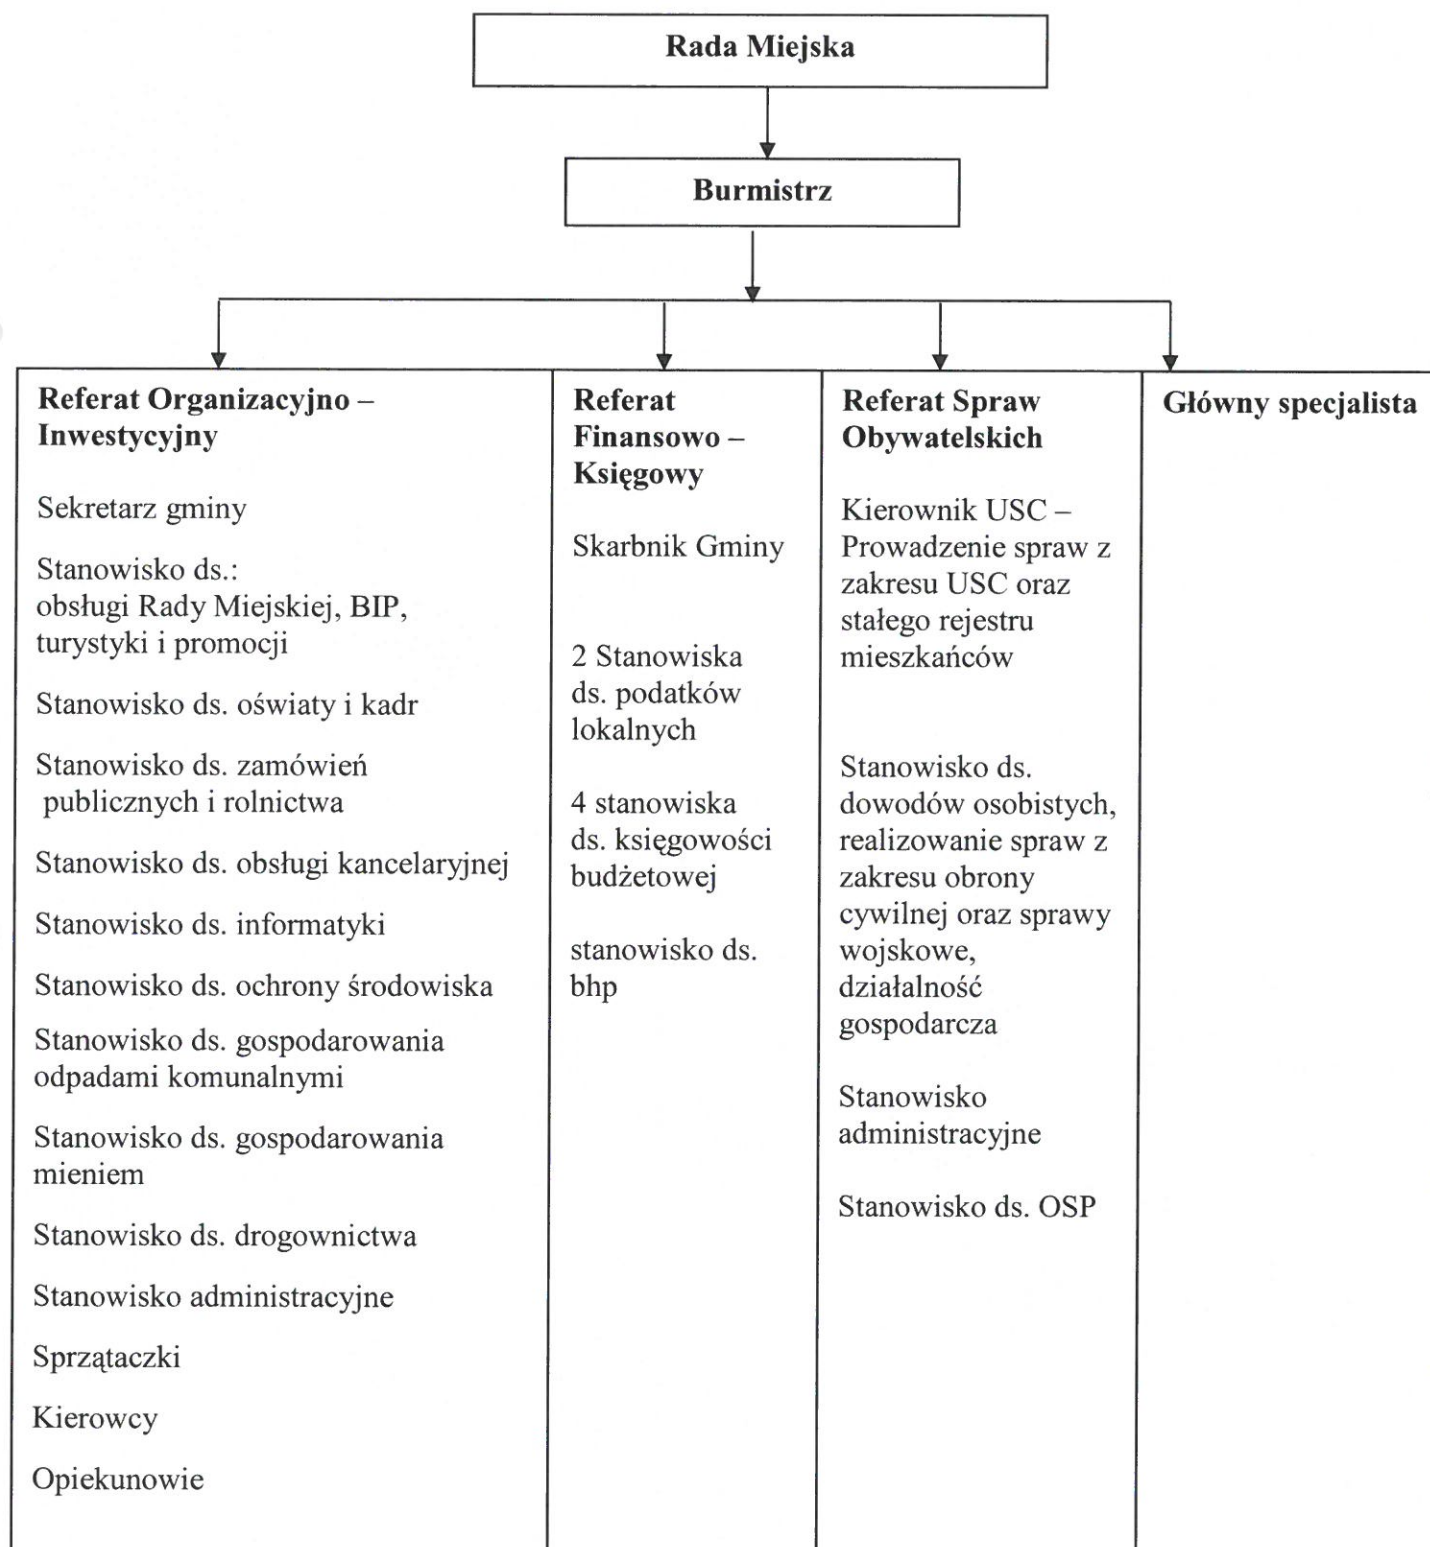 Rada Miejska
Burmistrz
Referat Organizacyjno –
Inwestycyjny
Sekretarz gminy
Stanowisko ds.:
obsługi Rady Miejskiej, BIP,
turystyki i promocji
Stanowisko ds. oświaty i kadr
Stanowisko ds. zamówień
publicznych i rolnictwa
Stanowisko ds. obsługi kancelaryjnej
Stanowisko ds. informatyki
Stanowisko ds. ochrony środowiska
Stanowisko ds. gospodarowania
odpadami komunalnymi
Stanowisko ds. gospodarowania
mieniem
Stanowisko ds. drogownictwa
Stanowisko administracyjne
Sprzątaczki
Kierowcy
Opiekunowie
Referat
Finansowo –
Księgowy
Skarbnik Gminy
2 Stanowiska
ds. podatków
lokalnych
4 stanowiska
ds. księgowości
budżetowej
stanowisko ds.
bhp
Referat Spraw
Obywatelskich
Kierownik USC –
Prowadzenie spraw z
zakresu USC oraz
stałego rejestru
mieszkańców
Stanowisko ds.
dowodów osobistych,
realizowanie spraw z
zakresu obrony
cywilnej oraz sprawy
wojskowe,
działalność
gospodarcza
Stanowisko
administracyjne
Stanowisko ds. OSP
Główny specjalista